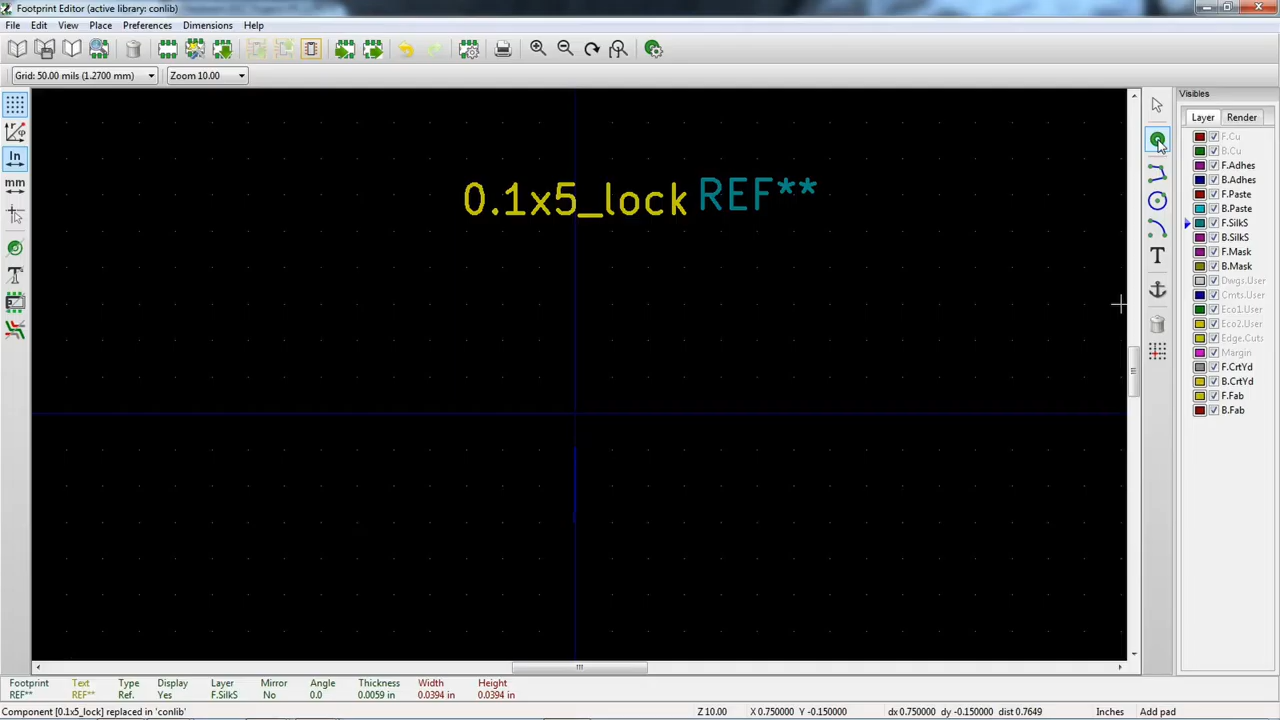 Footprint Editor (active library: conlib)
File Edit View Place Preferences Dimensions Help
Grid: 50.00 mils (1.2700 mm) Zoom 10.00
In
mm
0.1x5_lock REF**
T
Visibles
Layer Render
F.Cu
B.Cu
F.Adhes
B.Adhes
F.Paste
B.Paste
F.SilkS
B.SilkS
F.Mask
B.Mask
Dwgs.User
Cmts.User
Eco1.User
Eco2.User
Edge.Cuts
Margin
F.CrtYd
B.CrtYd
F.Fab
B.Fab
Footprint Text Type Display Layer Mirror Angle Thickness Width Height
REF** REF** Ref. Yes F.SilkS No 0.0 0.0059 in 0.0394 in 0.0394 in
Component [0.1x5_lock] replaced in 'conlib' Z 10.00 X 0.750000 Y -0.150000 dx 0.750000 dy -0.150000 dist 0.7649 Inches Add pad